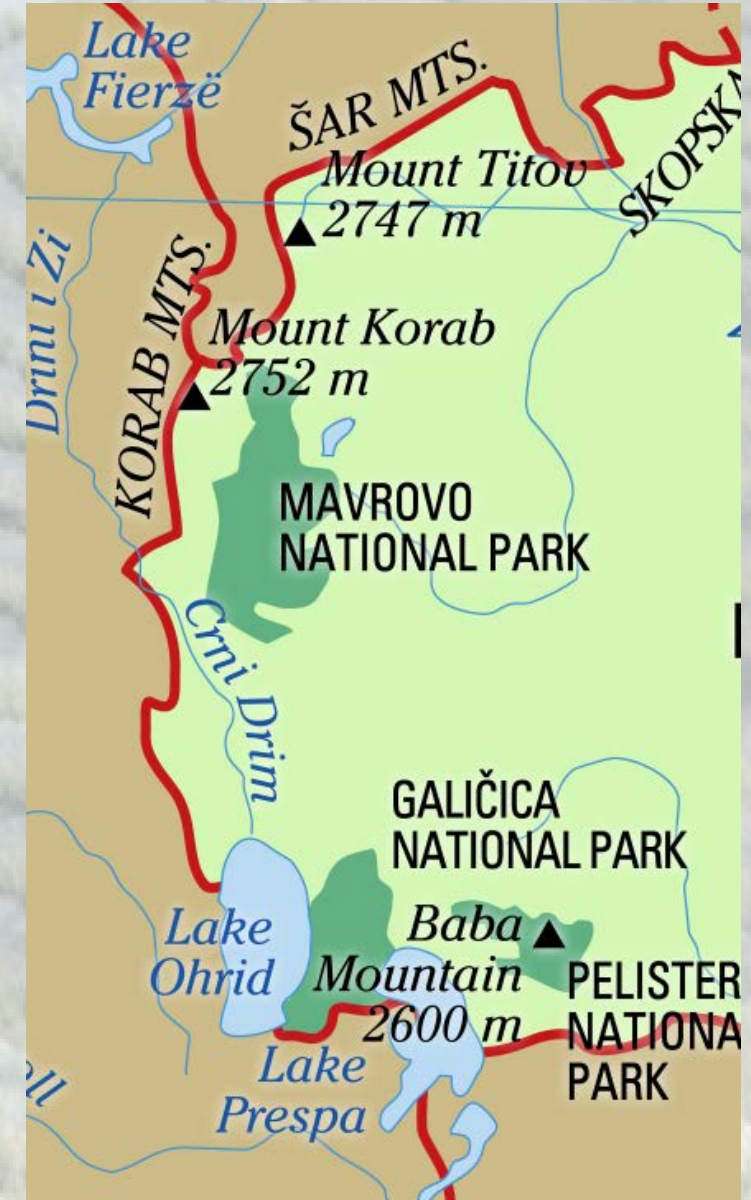 Lake
Fierzë
ŠAR MTS.
SKOPSKA
Mount Titov
2747 m
Drini i Zi
KORAB MTS.
Mount Korab
2752 m
MAVROVO
NATIONAL PARK
Crni Drim
GALIČICA
NATIONAL PARK
Lake
Ohrid
Baba
Mountain
2600 m
PELISTER
NATIONA
PARK
Lake
Prespa